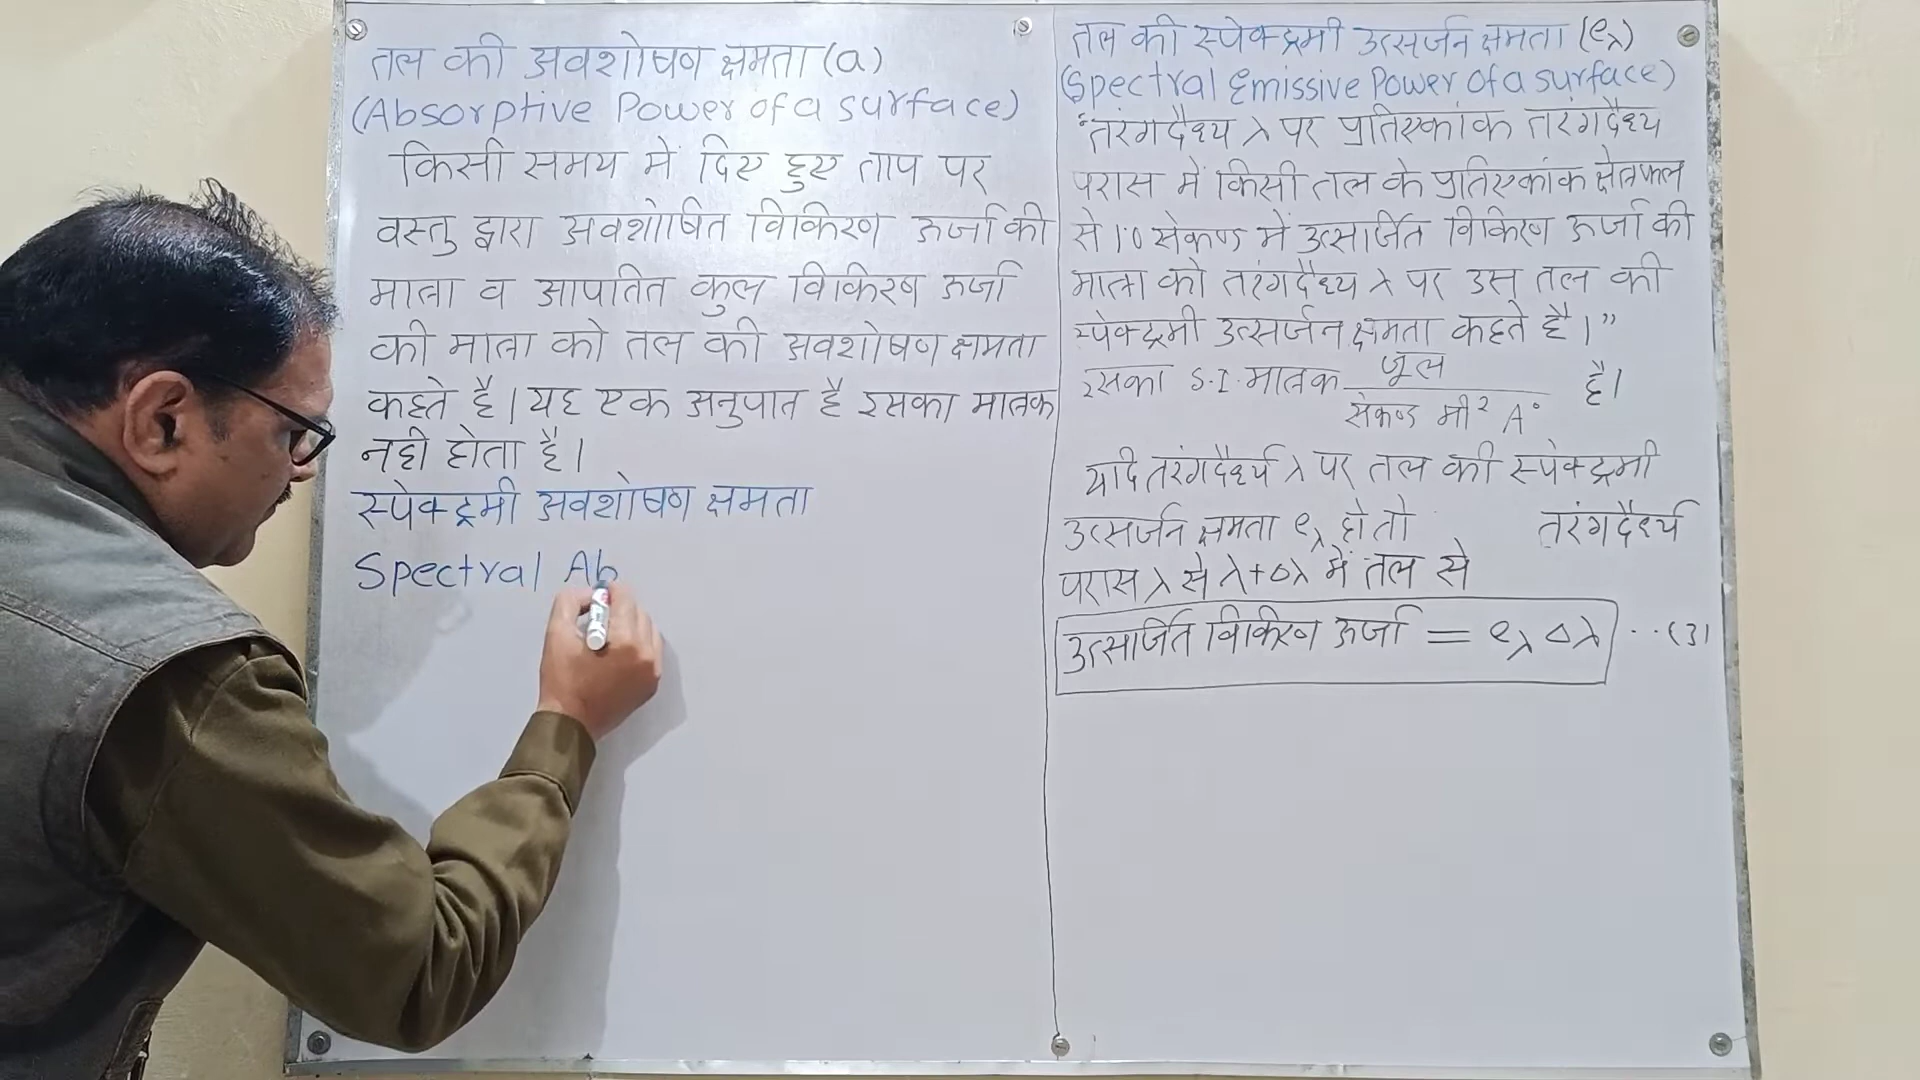 तल की अवशोषण क्षमता (a)
(Absorptive Power of a surface)
किसी समय में दिए हुए ताप पर
वस्तु द्वारा अवशोषित विकिरण ऊर्जा की
मात्रा व आपतित कुल विकिरण ऊर्जा
की मात्रा को तल की अवशोषण क्षमता
कहते है। यह एक अनुपात है इसका मात्रक
नही होता है।
स्पेक्ट्रमी अवशोषण क्षमता
Spectral Ab
तल की स्पेक्ट्रमी उत्सर्जन क्षमता (eλ)
(Spectral Emissive Power of a surface)
"तरंगदैध्य λ पर प्रतिएकांक तरंगदैध्य
परास में किसी तल के प्रतिएकांक क्षेत्रफल
से 1.0 सेकण्ड में उत्सर्जित विकिरण ऊर्जा की
मात्रा को तरंगदैध्य λ पर उस तल की
स्पेक्ट्रमी उत्सर्जन क्षमता कहते है।"
इसका S.I. मात्रक जूल / सेकण्ड मी² A° है।
यदि तरंगदैर्ध्य λ पर तल की स्पेक्ट्रमी
उत्सर्जन क्षमता eλ हो तो तरंगदैर्ध्य
परास λ से λ+Δλ में तल से
उत्सर्जित विकिरण ऊर्जा = eλ Δλ ..(3)